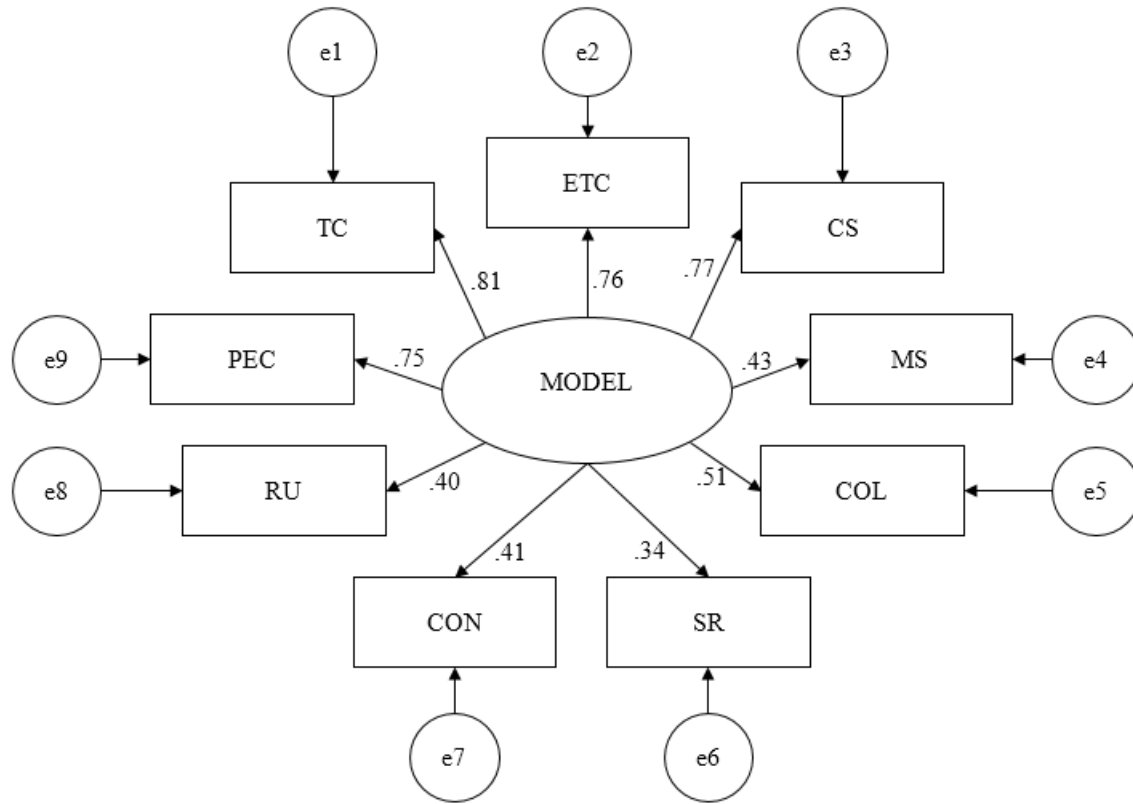 e1
e2
e3
TC
ETC
CS
.81
.76
.77
e9
PEC
.75
MODEL
.43
MS
e4
e8
RU
.40
.51
COL
e5
.41
.34
CON
SR
e7
e6